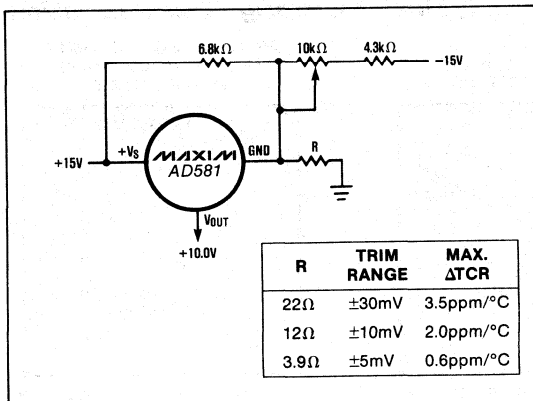 6.8kΩ 10kΩ 4.3kΩ
-15V
+15V +VS MAXIM GND R
AD581
VOUT
+10.0V
R TRIM RANGE MAX. ΔTCR
22Ω ±30mV 3.5ppm/°C
12Ω ±10mV 2.0ppm/°C
3.9Ω ±5mV 0.6ppm/°C